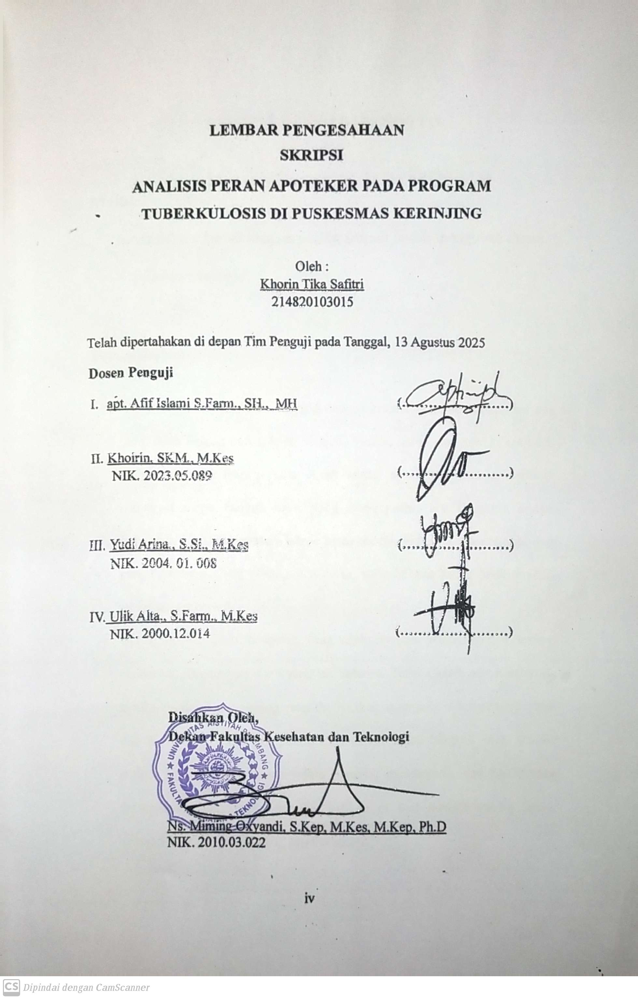 LEMBAR PENGESAHAAN
SKRIPSI
ANALISIS PERAN APOTEKER PADA PROGRAM
TUBERKULOSIS DI PUSKESMAS KERINJING
Oleh :
Khorin Tika Safitri
214820103015
Telah dipertahakan di depan Tim Penguji pada Tanggal, 13 Agustus 2025
Dosen Penguji
I. apt. Afif Islami S.Farm., SH., MH (..............................)
II. Khoirin, SKM., M.Kes
NIK. 2023.05.089 (..............................)
III. Yudi Arina., S.Si., M.Kes (..............................)
NIK. 2004. 01. 008
IV. Ulik Alta., S.Farm., M.Kes
NIK. 2000.12.014 (..............................)
Disahkan Oleh,
Dekan Fakultas Kesehatan dan Teknologi
UNIVERSITAS AISYIYAH PALEMBANG
FAKULTAS KESEHATAN & TEKNOLOGI
Ns. Miming Oxyandi, S.Kep, M.Kes, M.Kep, Ph.D
NIK. 2010.03.022
iv
CS Dipindai dengan CamScanner